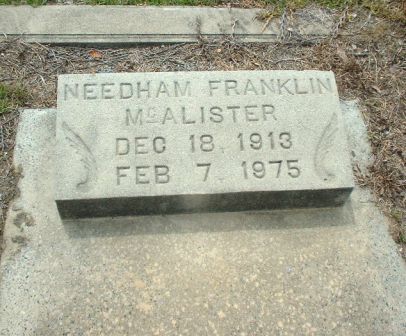 NEEDHAM FRANKLIN
McALISTER
DEC 18 1913
FEB 7 1975